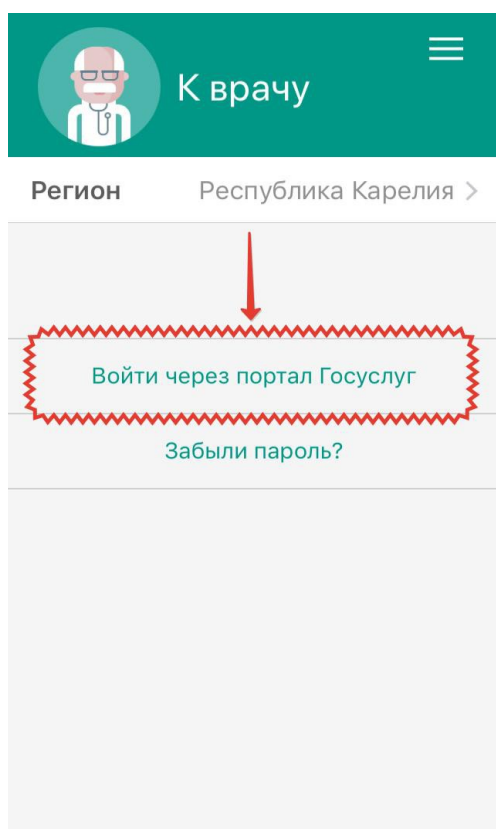 К врачу
Регион Республика Карелия
Войти через портал Госуслуг
Забыли пароль?